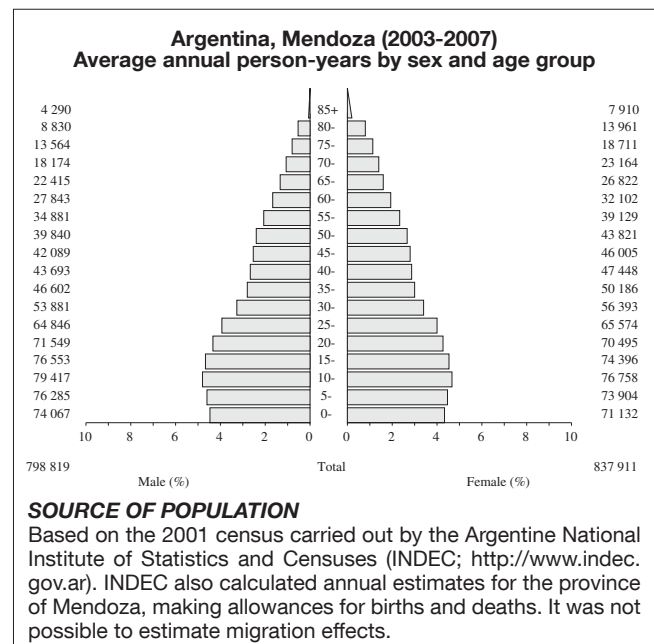 Argentina, Mendoza (2003-2007)
Average annual person-years by sex and age group
4 290 85+ 7 910
8 830 80- 13 961
13 564 75- 18 711
18 174 70- 23 164
22 415 65- 26 822
27 843 60- 32 102
34 881 55- 39 129
39 840 50- 43 821
42 089 45- 46 005
43 693 40- 47 448
46 602 35- 50 186
53 881 30- 56 393
64 846 25- 65 574
71 549 20- 70 495
76 553 15- 74 396
79 417 10- 76 758
76 285 5- 73 904
74 067 0- 71 132
10 8 6 4 2 0 0 2 4 6 8 10
798 819 Total 837 911
Male (%) Female (%)
SOURCE OF POPULATION
Based on the 2001 census carried out by the Argentine National
Institute of Statistics and Censuses (INDEC; http://www.indec.
gov.ar). INDEC also calculated annual estimates for the province
of Mendoza, making allowances for births and deaths. It was not
possible to estimate migration effects.